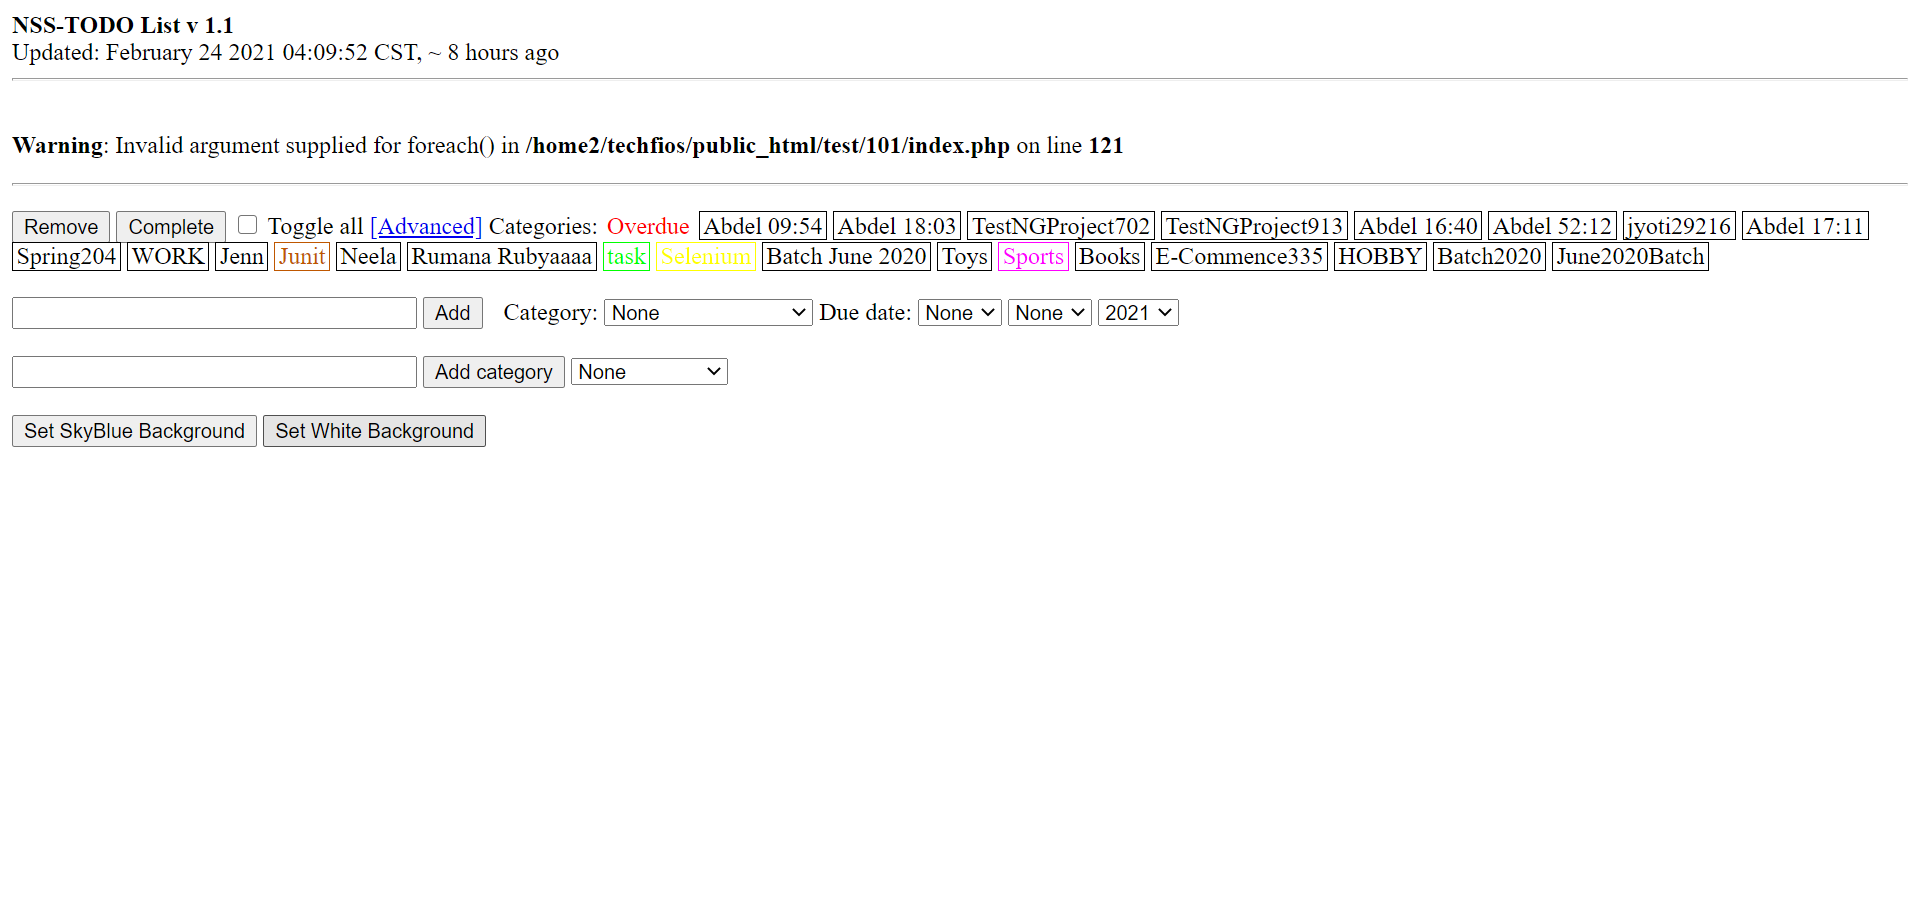 NSS-TODO List v 1.1
Updated: February 24 2021 04:09:52 CST, ~ 8 hours ago
Warning: Invalid argument supplied for foreach() in /home2/techfios/public_html/test/101/index.php on line 121
Remove Complete Toggle all [Advanced] Categories: Overdue Abdel 09:54 Abdel 18:03 TestNGProject702 TestNGProject913 Abdel 16:40 Abdel 52:12 jyoti29216 Abdel 17:11
Spring204 WORK Jenn Junit Neela Rumana Rubyaaaa task Selenium Batch June 2020 Toys Sports Books E-Commence335 HOBBY Batch2020 June2020Batch
Add Category: None Due date: None None 2021
Add category None
Set SkyBlue Background Set White Background